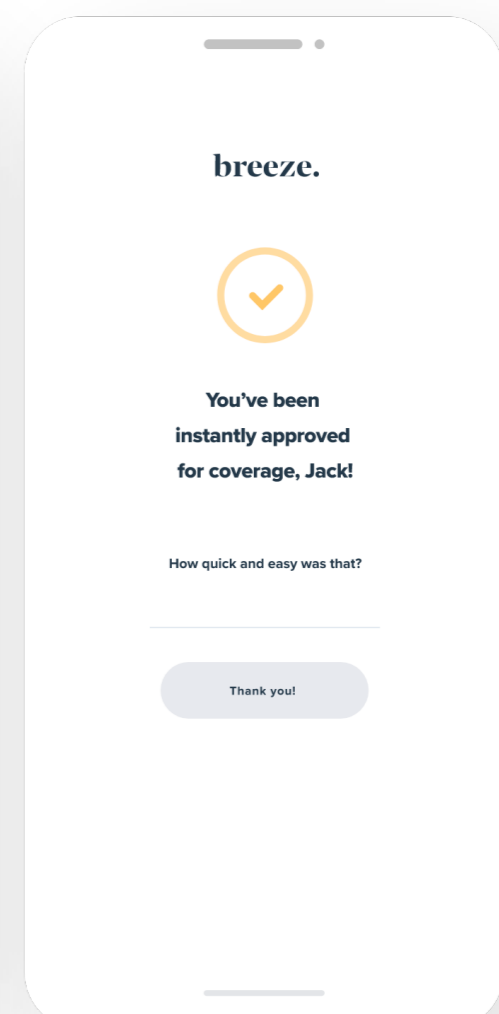 breeze.
You’ve been
instantly approved
for coverage, Jack!
How quick and easy was that?
Thank you!